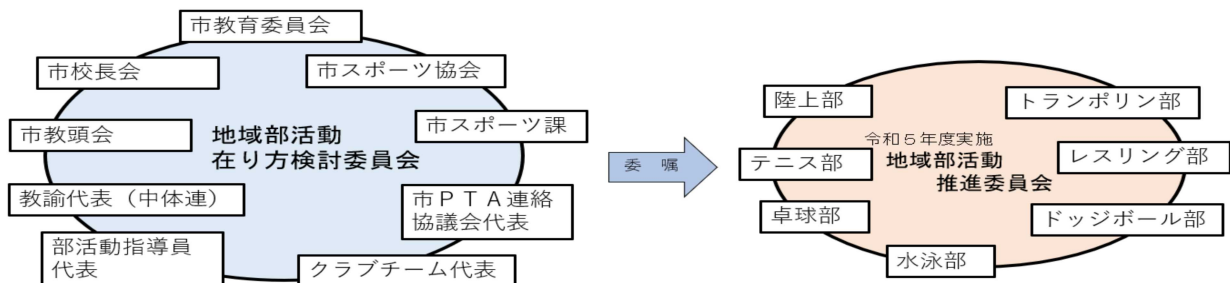 市教育委員会
市校長会
市スポーツ協会
市教頭会
市スポーツ課
地域部活動
在り方検討委員会
教諭代表（中体連）
市ＰＴＡ連絡
協議会代表
部活動指導員
代表
クラブチーム代表
委　嘱
陸上部
トランポリン部
令和５年度実施
地域部活動
推進委員会
テニス部
レスリング部
卓球部
ドッジボール部
水泳部